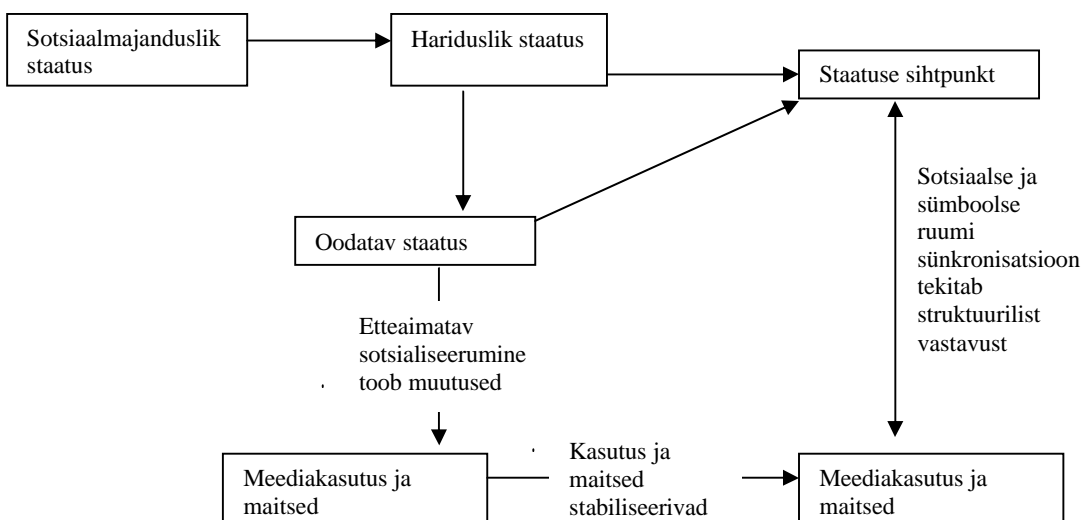 Sotsiaalmajanduslik
staatus
Hariduslik staatus
Staatuse sihtpunkt
Oodatav staatus
Sotsiaalse ja
sümboolse
ruumi
sünkronisatsioon
tekitab
struktuurilist
vastavust
Etteaimatav
sotsialiseerumine
toob muutused
Meediakasutus ja
maitsed
Kasutus ja
maitsed
stabiliseerivad
Meediakasutus ja
maitsed